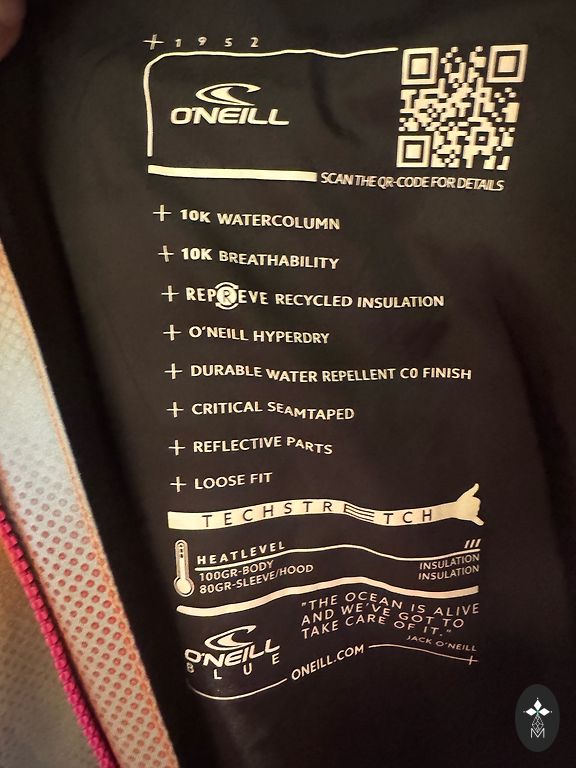 + 1952
O'NEILL
SCAN THE QR-CODE FOR DETAILS
+ 10K WATERCOLUMN
+ 10K BREATHABILITY
+ REPREVE RECYCLED INSULATION
+ O'NEILL HYPERDRY
+ DURABLE WATER REPELLENT C0 FINISH
+ CRITICAL SEAMTAPED
+ REFLECTIVE PARTS
+ LOOSE FIT
TECHSTRETCH
HEATLEVEL ///
100GR-BODY INSULATION
80GR-SLEEVE/HOOD INSULATION
"THE OCEAN IS ALIVE
AND WE'VE GOT TO
TAKE CARE OF IT."
JACK O'NEILL
O'NEILL
BLUE
ONEILL.COM
M